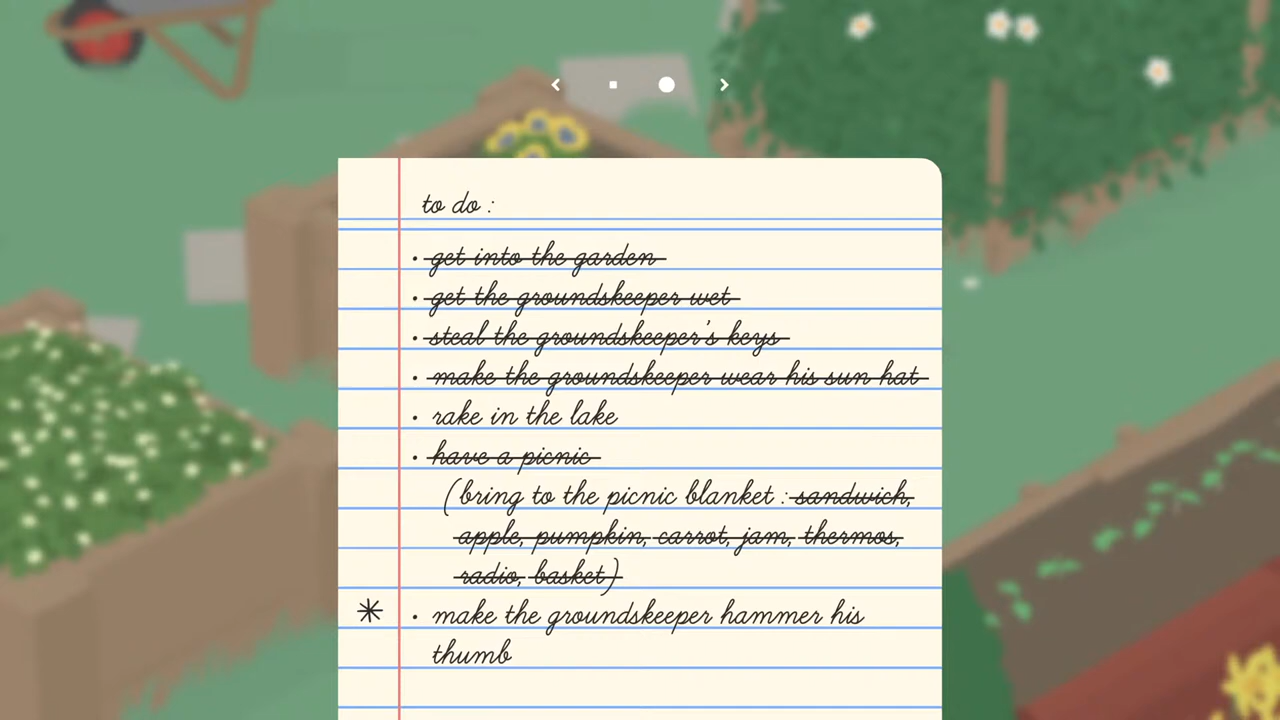 to do :
• get into the garden
• get the groundskeeper wet
• steal the groundskeeper's keys
• make the groundskeeper wear his sun hat
• rake in the lake
• have a picnic
(bring to the picnic blanket : sandwich,
apple, pumpkin, carrot, jam, thermos,
radio, basket)
• make the groundskeeper hammer his
thumb